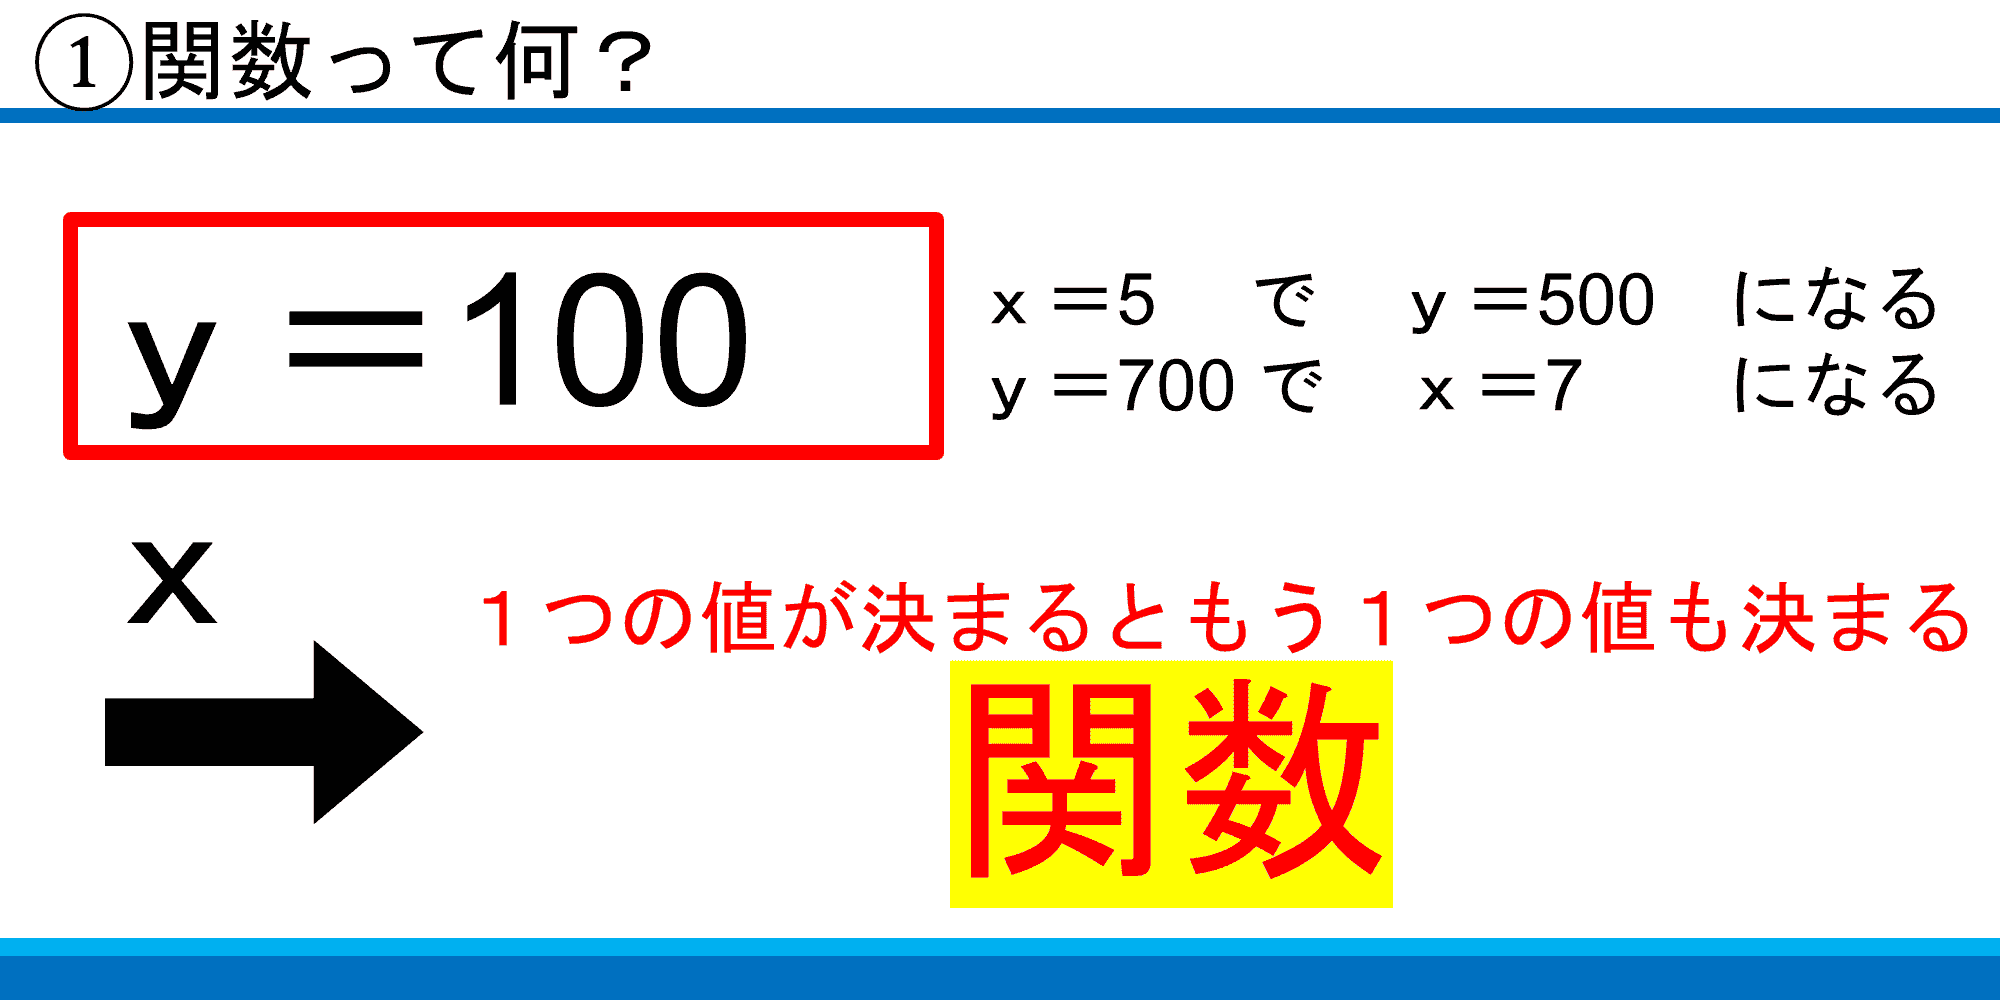 ①関数って何？
y＝100
x＝5 で y＝500 になる
y＝700 で x＝7 になる
x
１つの値が決まるともう１つの値も決まる
関数